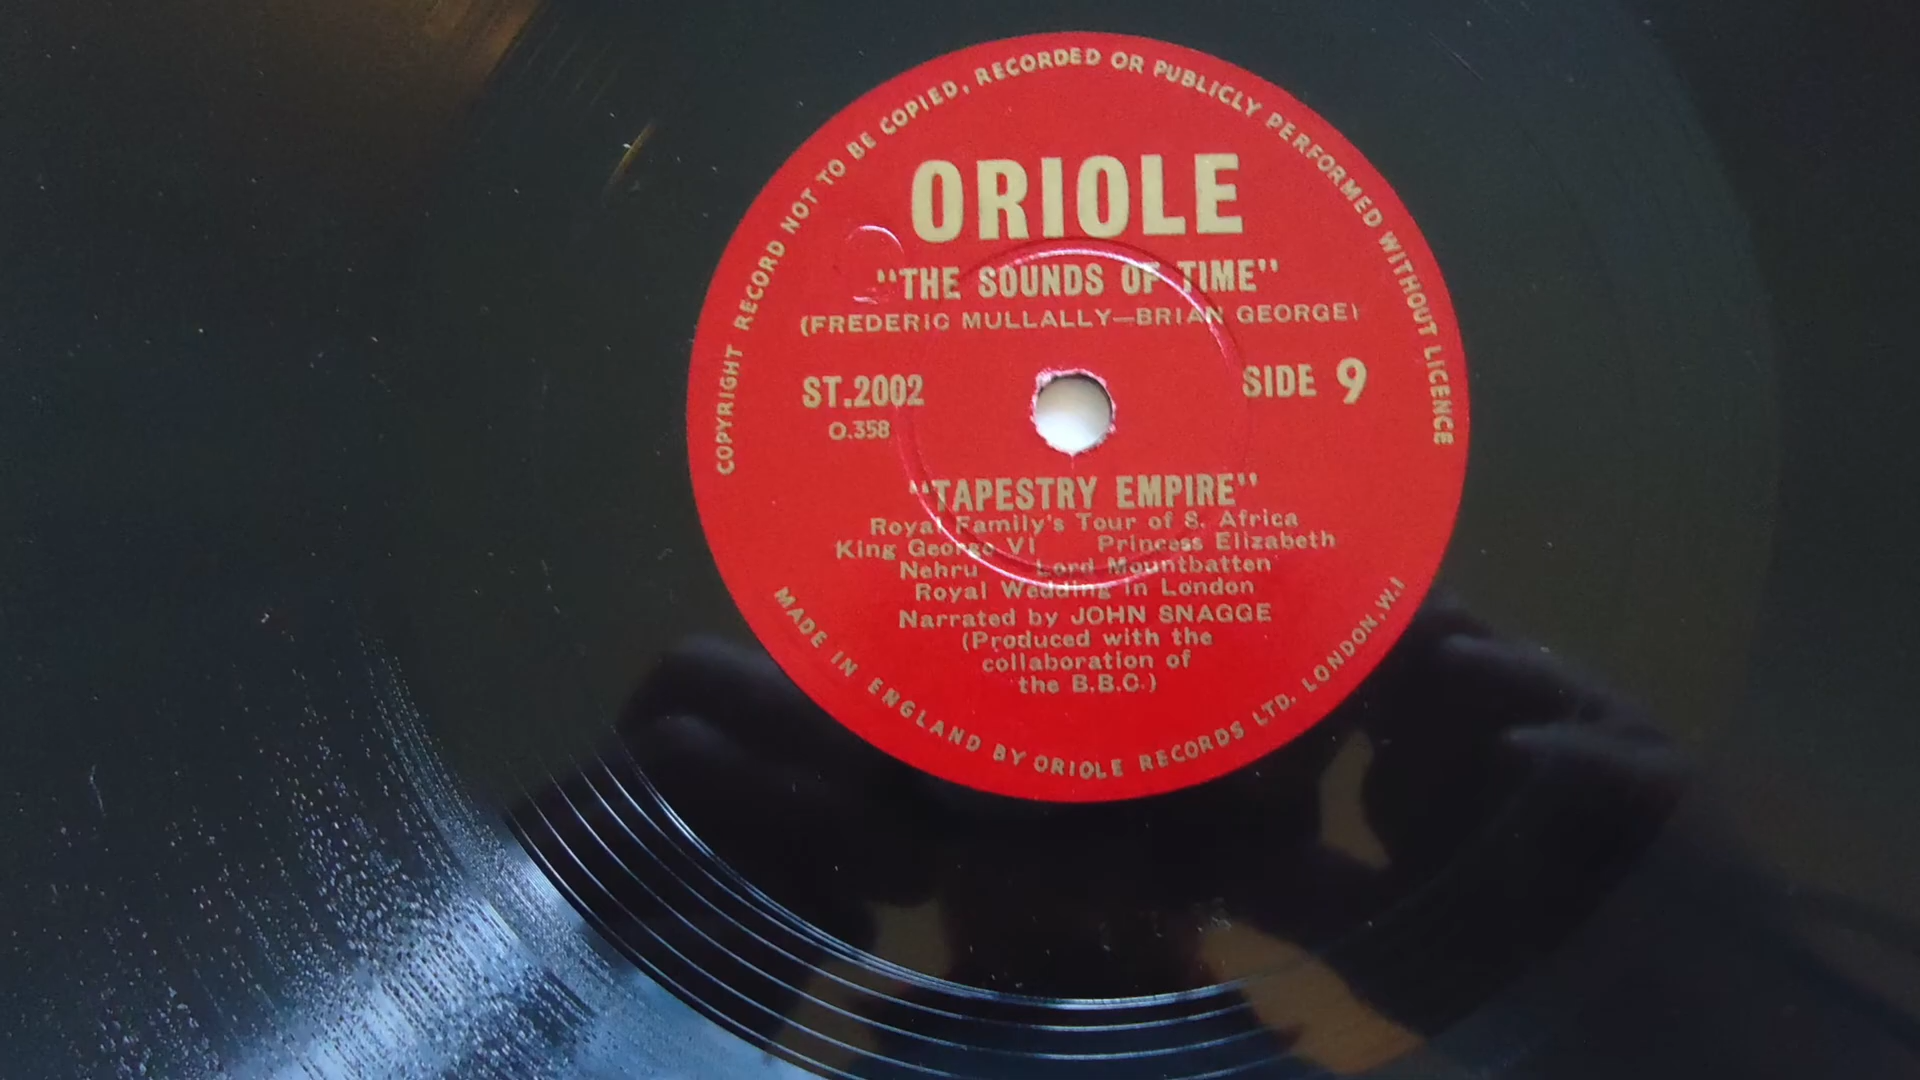 COPYRIGHT RECORD NOT TO BE COPIED, RECORDED OR PUBLICLY PERFORMED WITHOUT LICENCE
ORIOLE
"THE SOUNDS OF TIME"
(FREDERIC MULLALLY—BRIAN GEORGE)
ST.2002 SIDE 9
O.358
"TAPESTRY EMPIRE"
Royal Family's Tour of S. Africa
King George VI Princess Elizabeth
Nehru Lord Mountbatten
Royal Wedding in London
Narrated by JOHN SNAGGE
(Produced with the
collaboration of
the B.B.C.)
MADE IN ENGLAND BY ORIOLE RECORDS LTD. LONDON, W.1